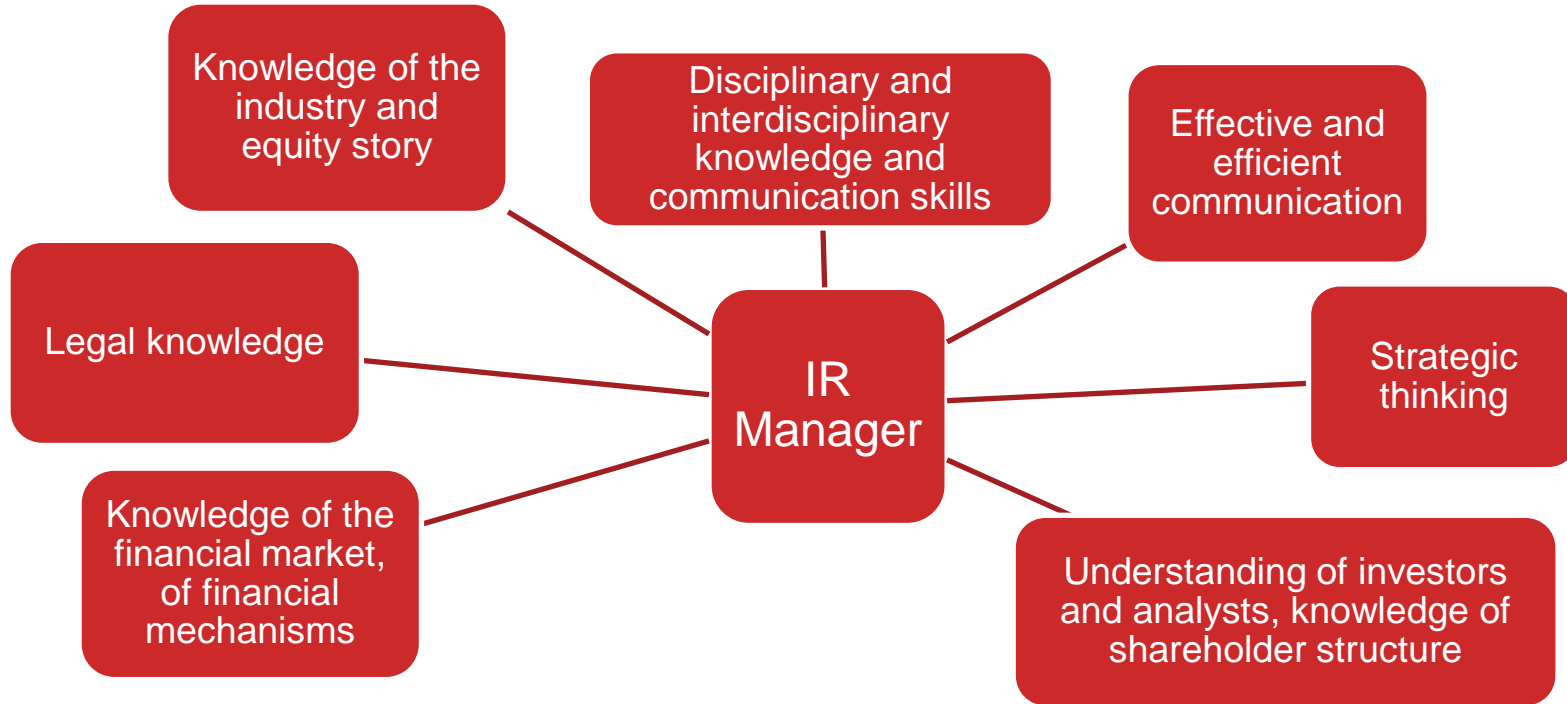 Knowledge of the
industry and
equity story
Disciplinary and
interdisciplinary
knowledge and
communication skills
Effective and
efficient
communication
Legal knowledge
IR
Manager
Strategic
thinking
Knowledge of the
financial market,
of financial
mechanisms
Understanding of investors
and analysts, knowledge of
shareholder structure